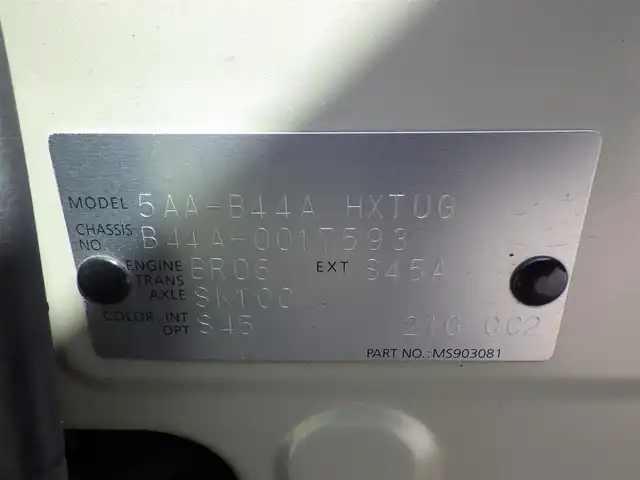 MODEL 5AA-B44A HXTUG
CHASSIS NO. B44A-0017593
ENGINE BR06 EXT S45A
TRANS AXLE SK10C
COLOR INT S45
OPT 210 CC2
PART NO.:MS903081